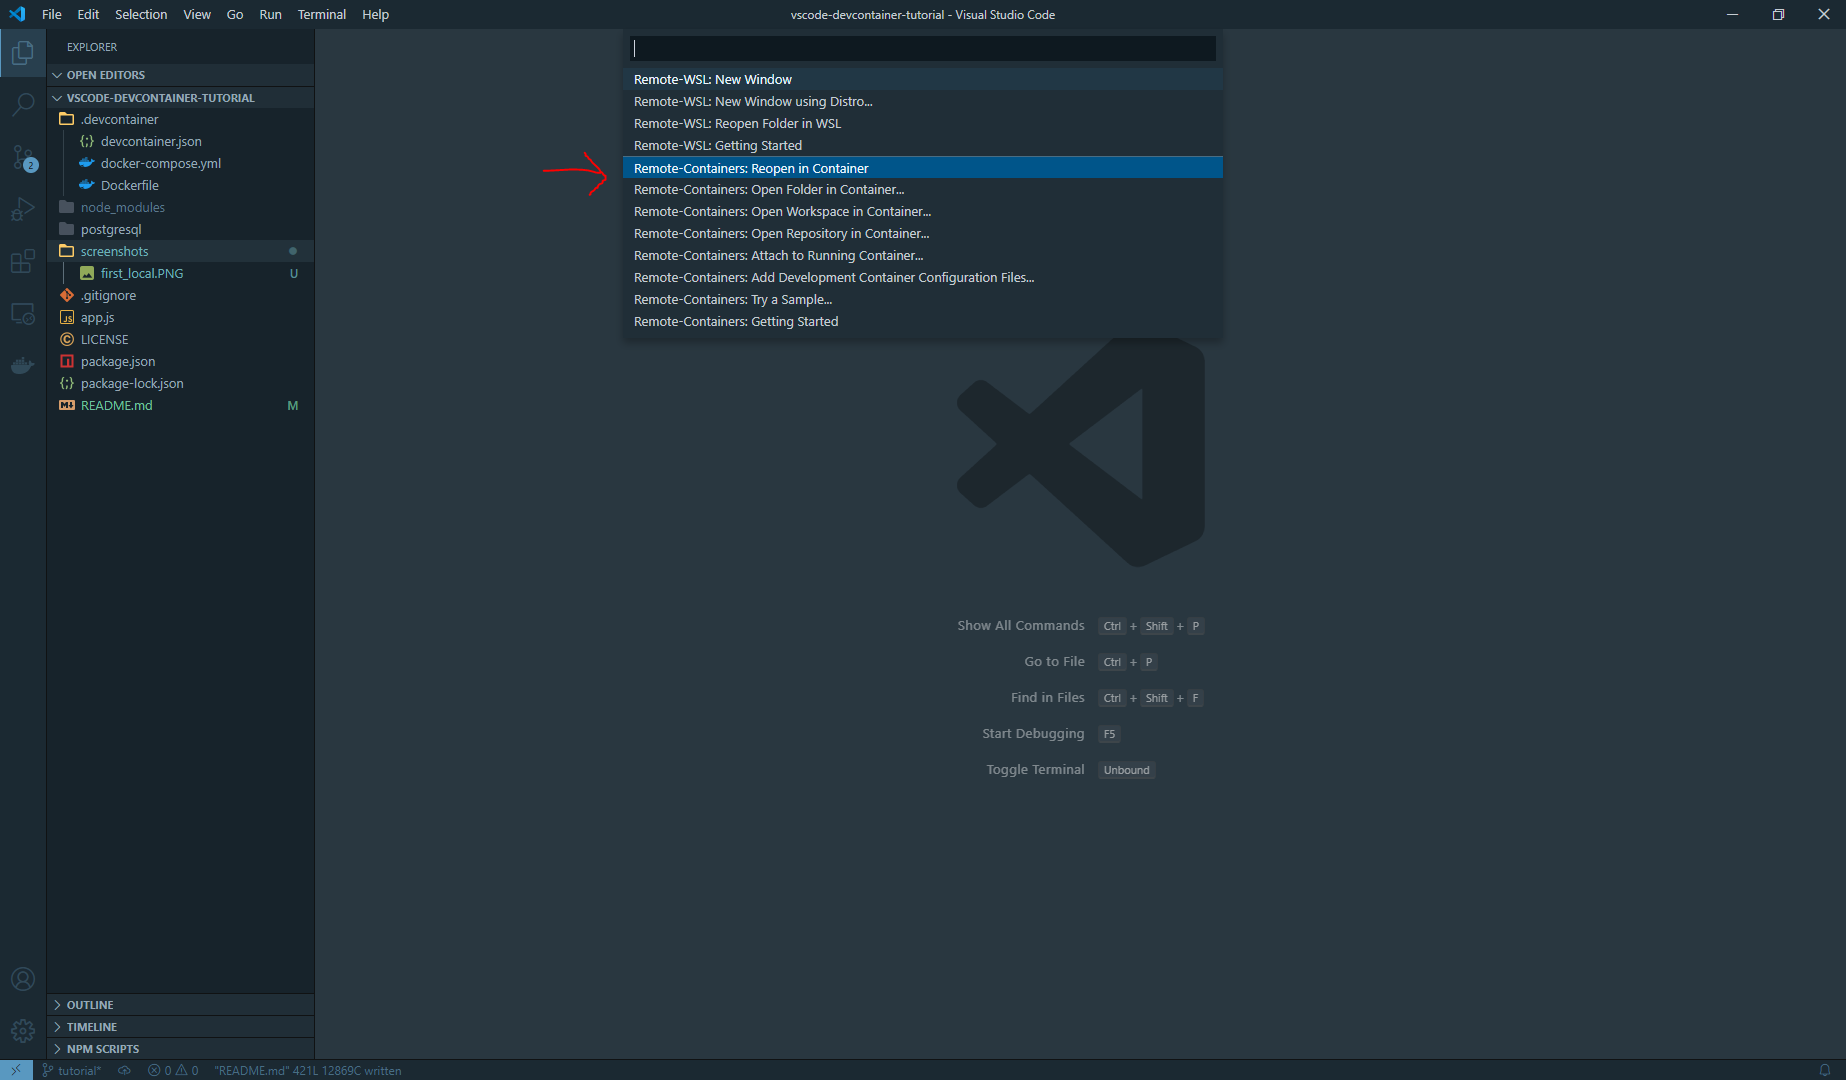 File Edit Selection View Go Run Terminal Help
vscode-devcontainer-tutorial - Visual Studio Code
EXPLORER
OPEN EDITORS
VSCODE-DEVCONTAINER-TUTORIAL
.devcontainer
devcontainer.json
docker-compose.yml
Dockerfile
node_modules
postgresql
screenshots
first_local.PNG U
.gitignore
JS app.js
LICENSE
package.json
package-lock.json
README.md M
2
OUTLINE
TIMELINE
NPM SCRIPTS
Remote-WSL: New Window
Remote-WSL: New Window using Distro...
Remote-WSL: Reopen Folder in WSL
Remote-WSL: Getting Started
Remote-Containers: Reopen in Container
Remote-Containers: Open Folder in Container...
Remote-Containers: Open Workspace in Container...
Remote-Containers: Open Repository in Container...
Remote-Containers: Attach to Running Container...
Remote-Containers: Add Development Container Configuration Files...
Remote-Containers: Try a Sample...
Remote-Containers: Getting Started
Show All Commands Ctrl + Shift + P
Go to File Ctrl + P
Find in Files Ctrl + Shift + F
Start Debugging F5
Toggle Terminal Unbound
tutorial* 0 0 "README.md" 421L 12869C written